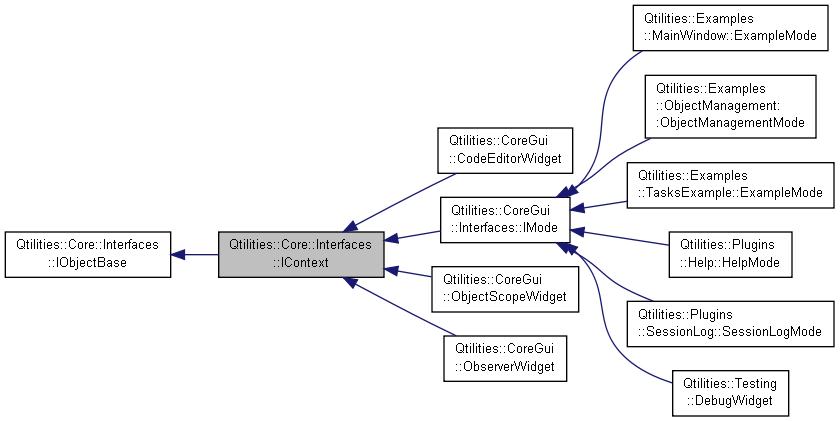 Qtilities::Core::Interfaces
::IObjectBase
Qtilities::Core::Interfaces
::IContext
Qtilities::CoreGui
::CodeEditorWidget
Qtilities::CoreGui
::Interfaces::IMode
Qtilities::CoreGui
::ObjectScopeWidget
Qtilities::CoreGui
::ObserverWidget
Qtilities::Examples
::MainWindow::ExampleMode
Qtilities::Examples
::ObjectManagement:
:ObjectManagementMode
Qtilities::Examples
::TasksExample::ExampleMode
Qtilities::Plugins
::Help::HelpMode
Qtilities::Plugins
::SessionLog::SessionLogMode
Qtilities::Testing
::DebugWidget